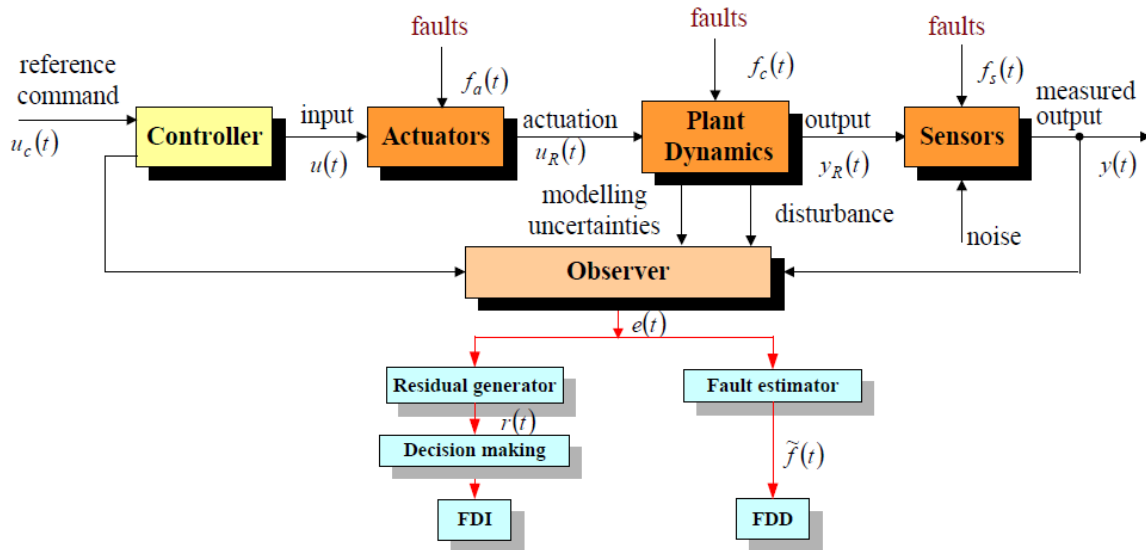 faults
faults
faults
reference
command
f_a(t)
f_c(t)
f_s(t)
measured
output
input
actuation
output
Controller
Actuators
Plant
Dynamics
Sensors
u_c(t)
u(t)
u_R(t)
y_R(t)
y(t)
modelling
uncertainties
disturbance
noise
Observer
e(t)
Residual generator
Fault estimator
r(t)
Decision making
f̃(t)
FDI
FDD